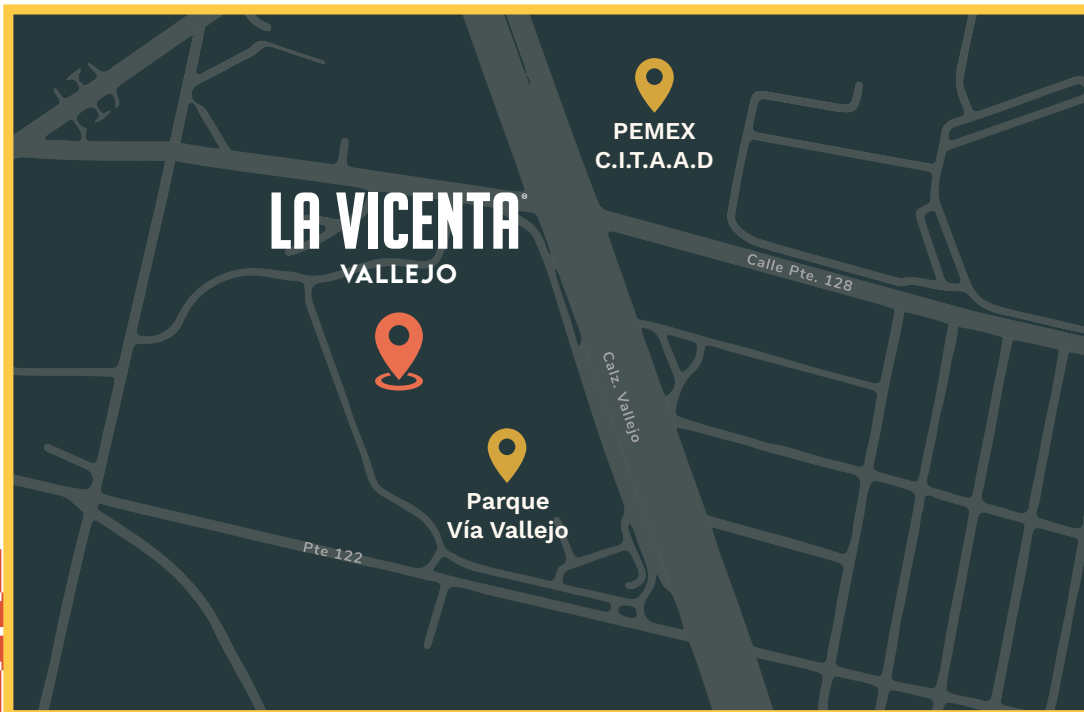 PEMEX
C.I.T.A.A.D
LA VICENTA®
VALLEJO
Calle Pte. 128
Calz. Vallejo
Parque
Vía Vallejo
Pte 122